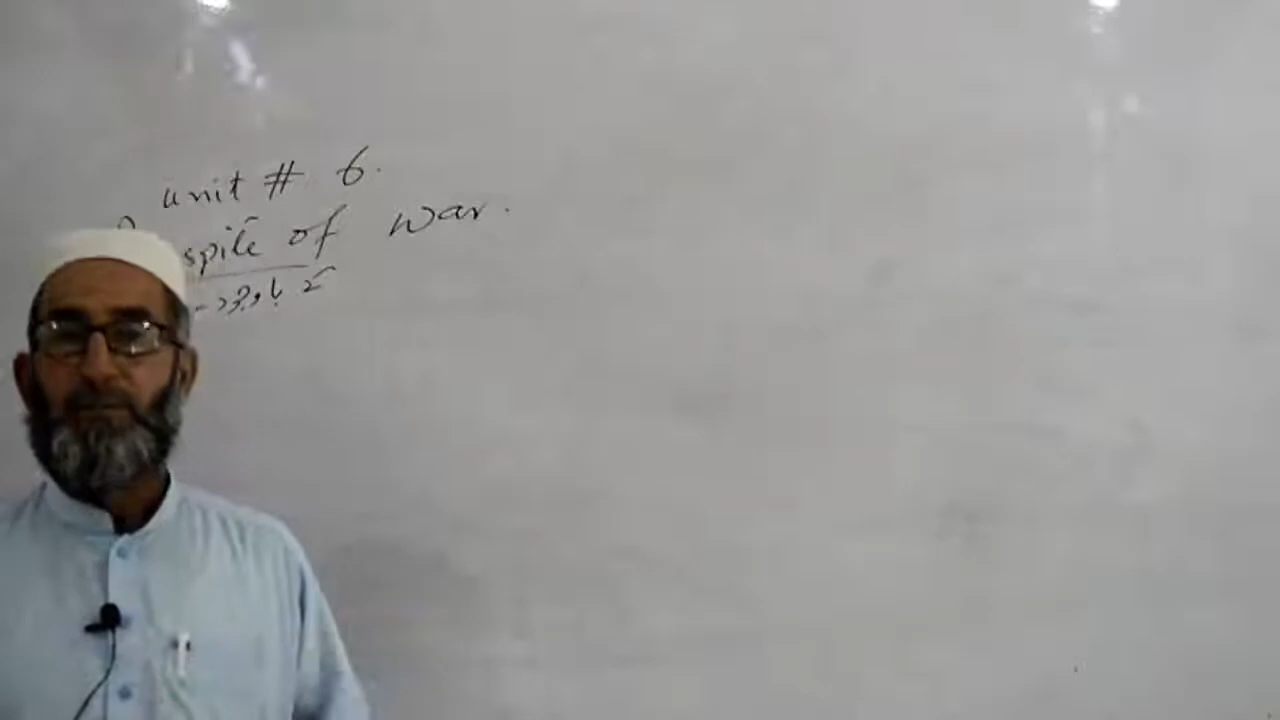 unit # 6.
spite of war.
کے باوجود -